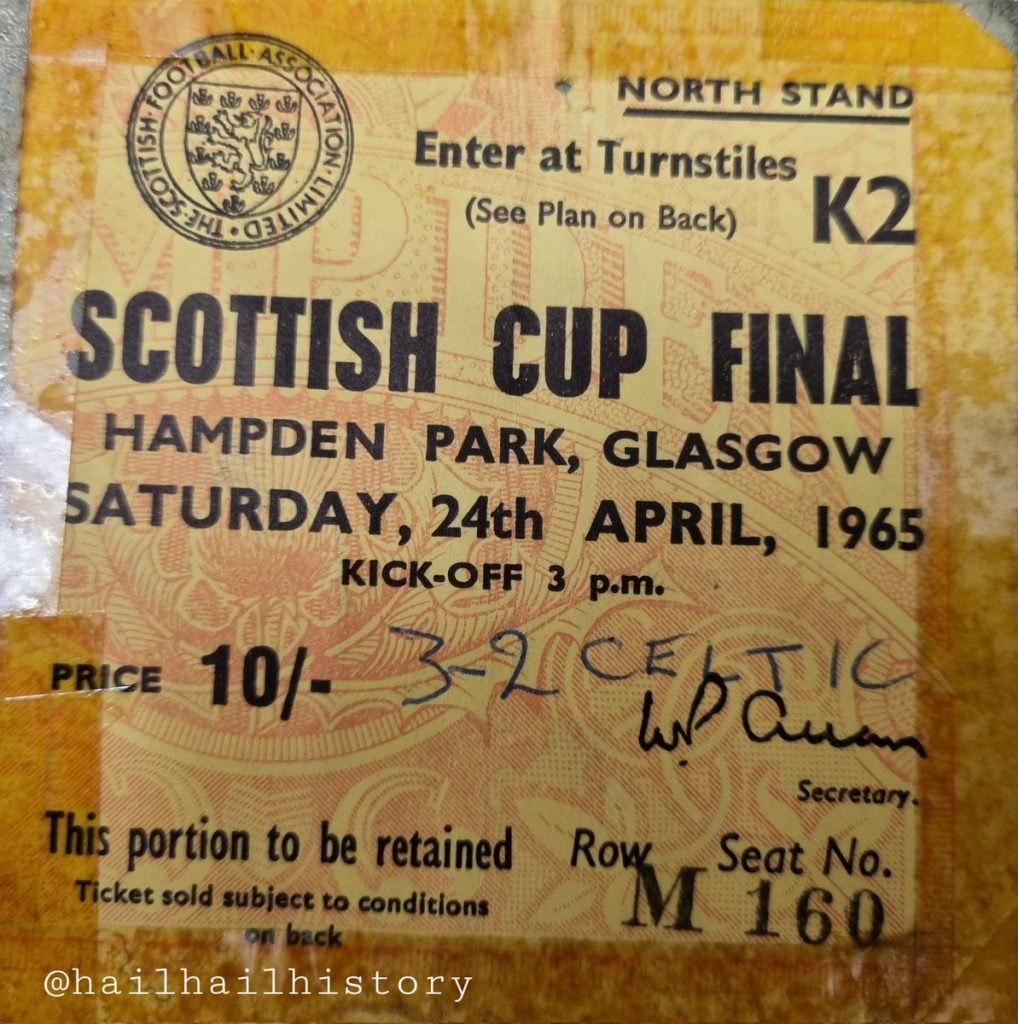 THE SCOTTISH · FOOTBALL · ASSOCIATION · LIMITED ·
NORTH STAND
Enter at Turnstiles
K2
(See Plan on Back)
SCOTTISH CUP FINAL
HAMPDEN PARK, GLASGOW
SATURDAY, 24th APRIL, 1965
KICK-OFF 3 p.m.
PRICE 10/- 3-2 CELTIC
Secretary.
This portion to be retained
Row Seat No.
Ticket sold subject to conditions
M 160
on back
@hailhailhistory